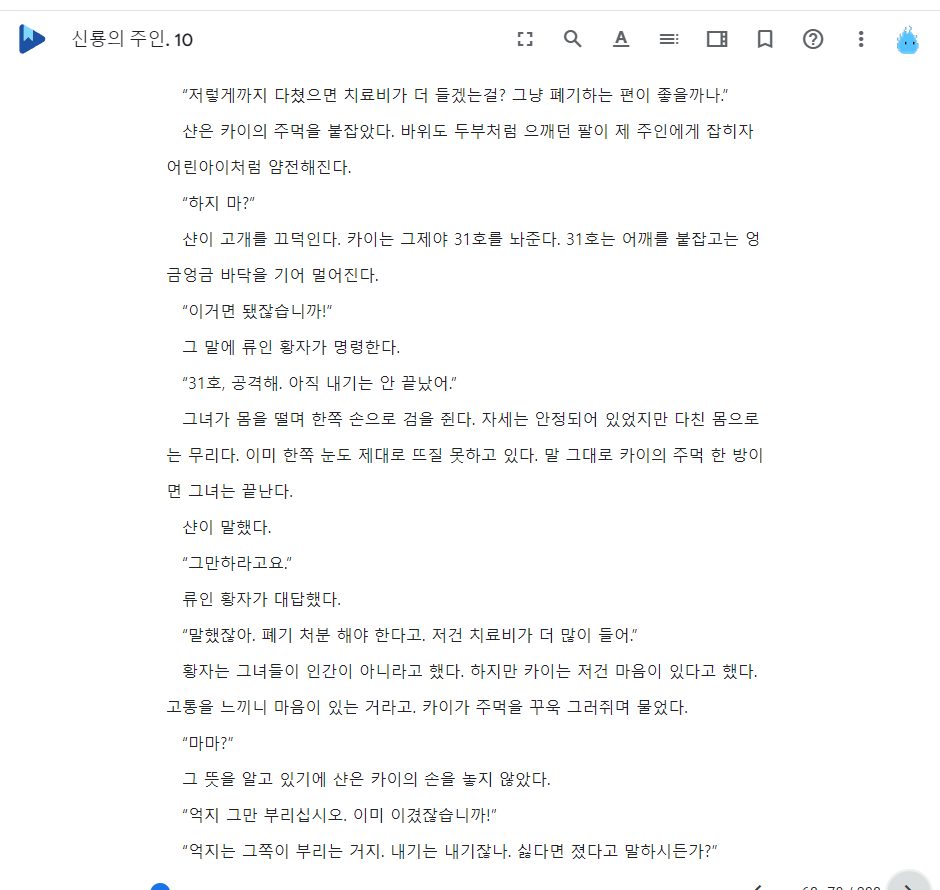 신룡의 주인. 10
“저렇게까지 다쳤으면 치료비가 더 들겠는걸? 그냥 폐기하는 편이 좋을까나.”
샨은 카이의 주먹을 붙잡았다. 바위도 두부처럼 으깨던 팔이 제 주인에게 잡히자
어린아이처럼 얌전해진다.
“하지 마?”
샨이 고개를 끄덕인다. 카이는 그제야 31호를 놔준다. 31호는 어깨를 붙잡고는 엉
금엉금 바닥을 기어 멀어진다.
“이거면 됐잖습니까!”
그 말에 류인 황자가 명령한다.
“31호, 공격해. 아직 내기는 안 끝났어.”
그녀가 몸을 떨며 한쪽 손으로 검을 쥔다. 자세는 안정되어 있었지만 다친 몸으로
는 무리다. 이미 한쪽 눈도 제대로 뜨질 못하고 있다. 말 그대로 카이의 주먹 한 방이
면 그녀는 끝난다.
샨이 말했다.
“그만하라고요.”
류인 황자가 대답했다.
“말했잖아. 폐기 처분 해야 한다고. 저건 치료비가 더 많이 들어.”
황자는 그녀들이 인간이 아니라고 했다. 하지만 카이는 저건 마음이 있다고 했다.
고통을 느끼니 마음이 있는 거라고. 카이가 주먹을 꾸욱 그러쥐며 물었다.
“마마?”
그 뜻을 알고 있기에 샨은 카이의 손을 놓지 않았다.
“억지 그만 부리십시오. 이미 이겼잖습니까!”
“억지는 그쪽이 부리는 거지. 내기는 내기잖나. 싫다면 졌다고 말하시든가?”